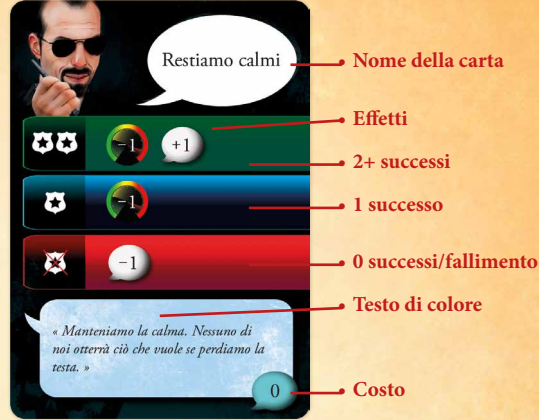 Restiamo calmi
Nome della carta
Effetti
-1
+1
2+ successi
-1
1 successo
-1
0 successi/fallimento
Testo di colore
« Manteniamo la calma. Nessuno di
noi otterrà ciò che vuole se perdiamo la
testa. »
0
Costo